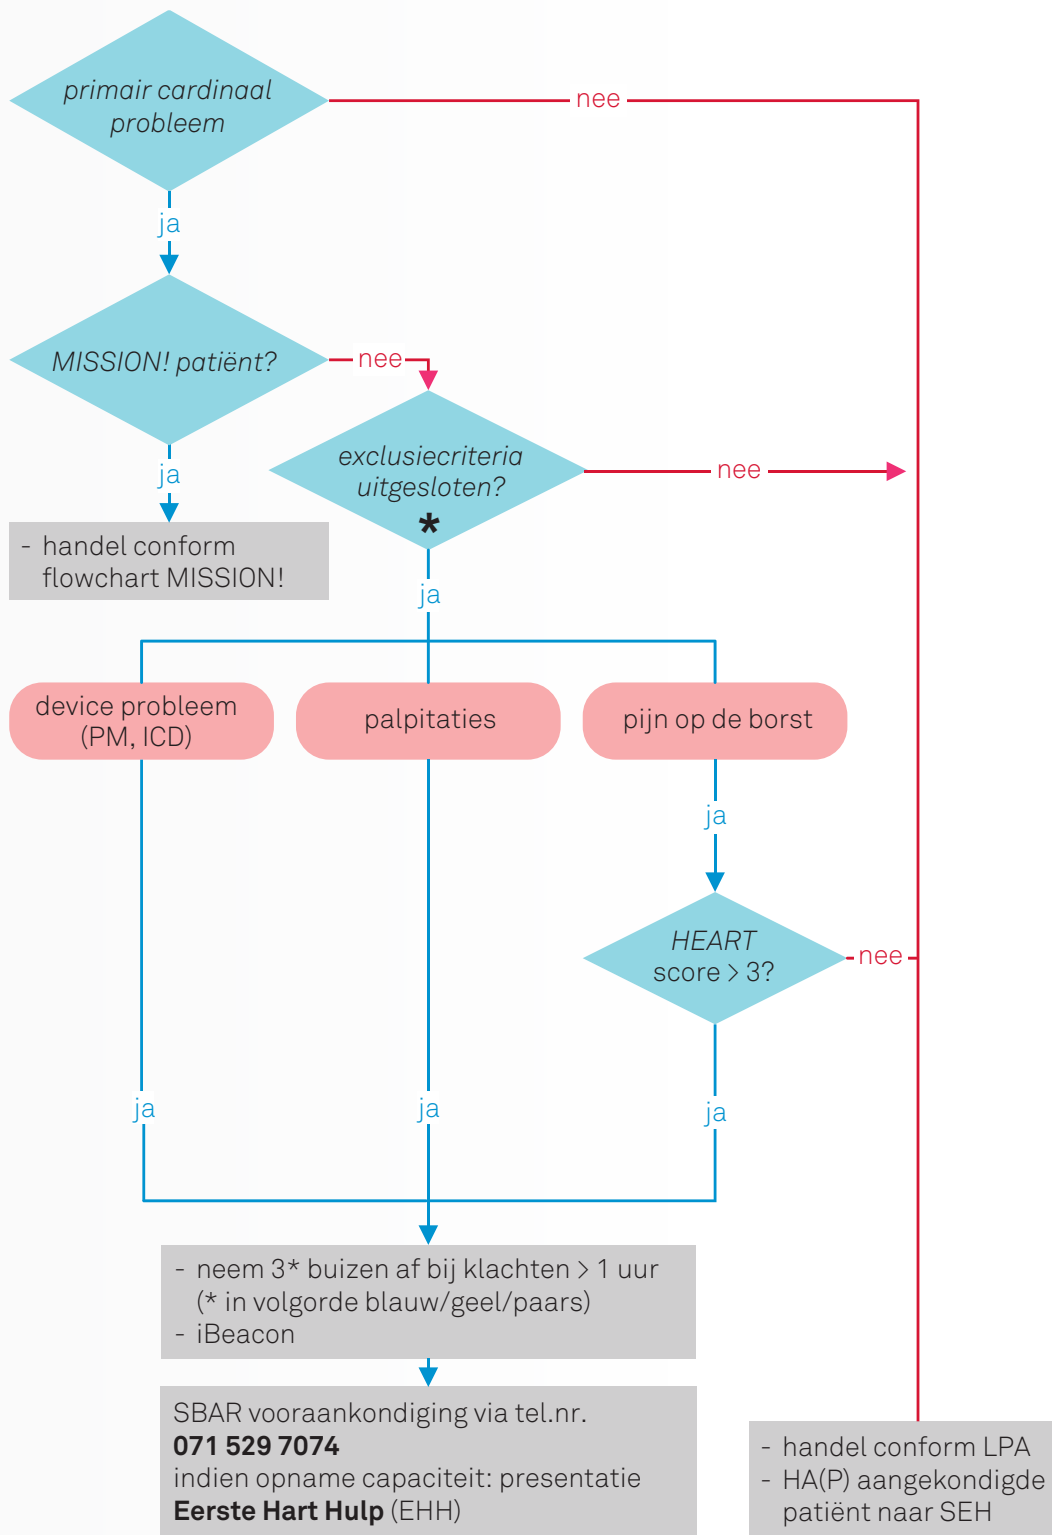 primair cardinaal
probleem
nee
ja
MISSION! patiënt?
nee
exclusiecriteria
uitgesloten?
*
nee
ja
- handel conform
flowchart MISSION!
ja
device probleem
(PM, ICD)
palpitaties
pijn op de borst
ja
HEART
score > 3?
nee
ja
ja
ja
- neem 3* buizen af bij klachten > 1 uur
(* in volgorde blauw/geel/paars)
- iBeacon
SBAR vooraankondiging via tel.nr.
071 529 7074
indien opname capaciteit: presentatie
Eerste Hart Hulp (EHH)
- handel conform LPA
- HA(P) aangekondigde
patiënt naar SEH